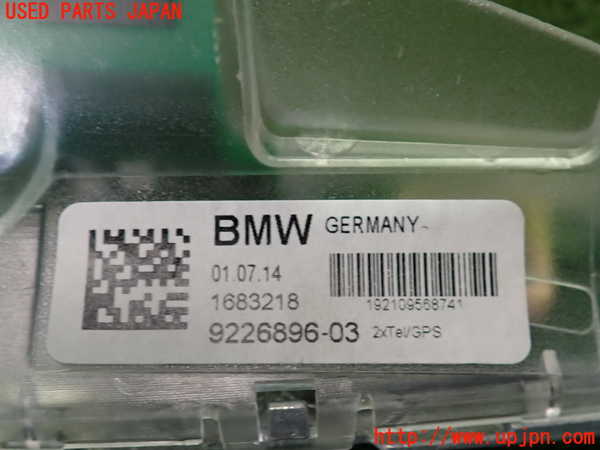 USED PARTS JAPAN
BMW GERMANY
01.07.14
1683218
192109568741
9226896-03 2xTel/GPS
http://www.upjpn.com/